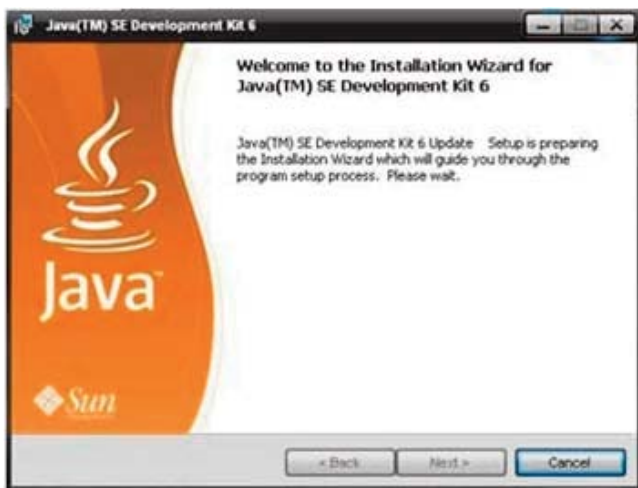 Java(TM) SE Development Kit 6
Welcome to the Installation Wizard for
Java(TM) SE Development Kit 6
Java(TM) SE Development Kit 6 Update Setup is preparing
the Installation Wizard which will guide you through the
program setup process. Please wait.
Java™
Sun
< Back
Next >
Cancel